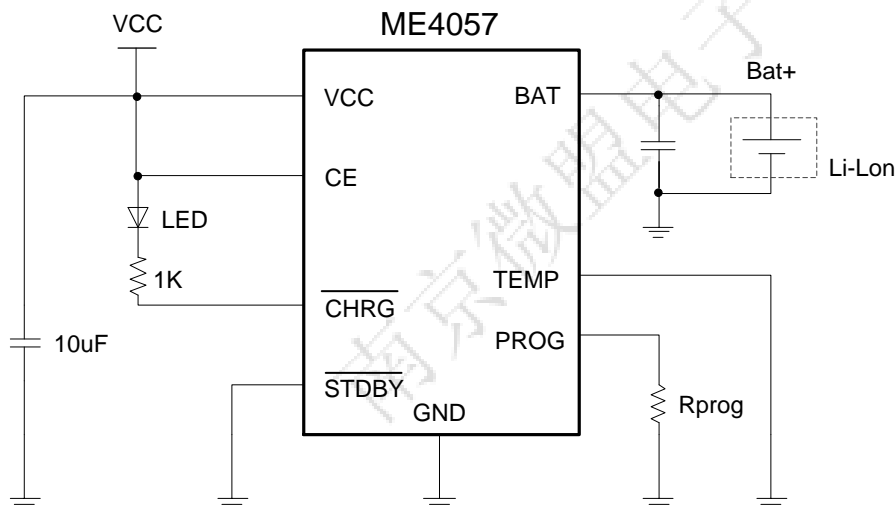 ME4057
VCC
Bat+
VCC
BAT
CE
Li-Lon
LED
1K
TEMP
CHRG
10uF
PROG
STDBY
Rprog
GND
南京微盟电子